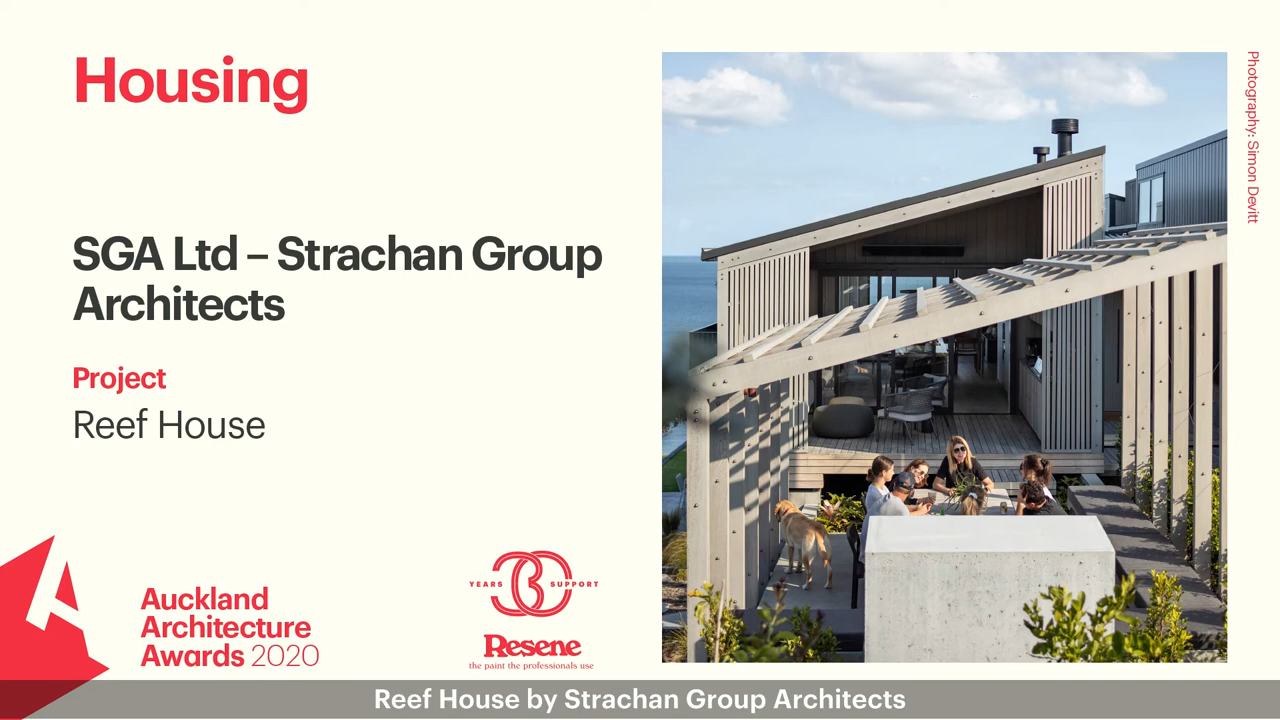 Housing
SGA Ltd – Strachan Group
Architects
Project
Reef House
Auckland
Architecture
Awards 2020
YEARS 30 SUPPORT
Resene
the paint the professionals use
Photography: Simon Devitt
Reef House by Strachan Group Architects